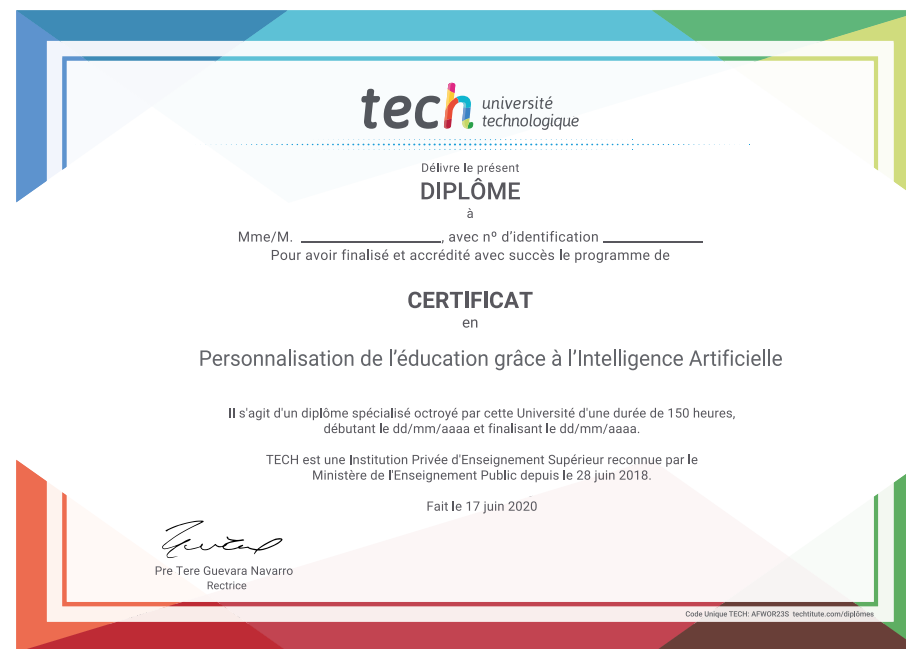 tech université
technologique
Délivre le présent
DIPLÔME
à
Mme/M. ____________________, avec nº d'identification ______________
Pour avoir finalisé et accrédité avec succès le programme de
CERTIFICAT
en
Personnalisation de l'éducation grâce à l'Intelligence Artificielle
Il s'agit d'un diplôme spécialisé octroyé par cette Université d'une durée de 150 heures,
débutant le dd/mm/aaaa et finalisant le dd/mm/aaaa.
TECH est une Institution Privée d'Enseignement Supérieur reconnue par le
Ministère de l'Enseignement Public depuis le 28 juin 2018.
Fait le 17 juin 2020
Pre Tere Guevara Navarro
Rectrice
Code Unique TECH: AFWOR23S techtitute.com/diplômes